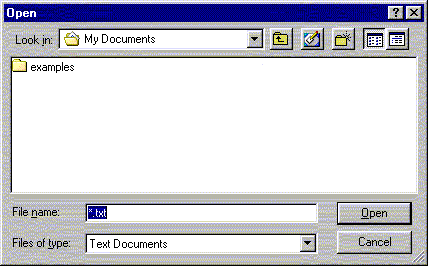 Open
Look in: My Documents
examples
File name: *.txt Open
Files of type: Text Documents Cancel